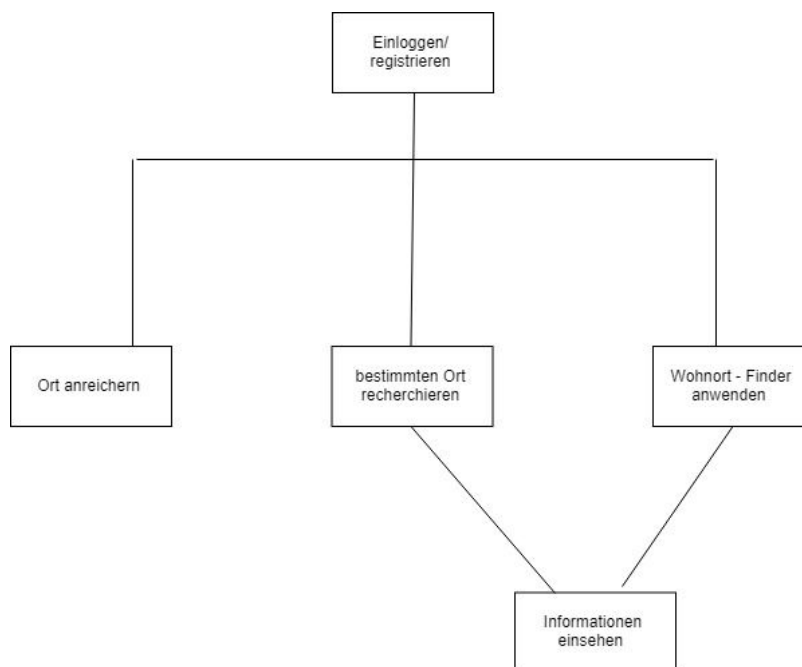 Einloggen/
registrieren
Ort anreichern
bestimmten Ort
recherchieren
Wohnort - Finder
anwenden
Informationen
einsehen